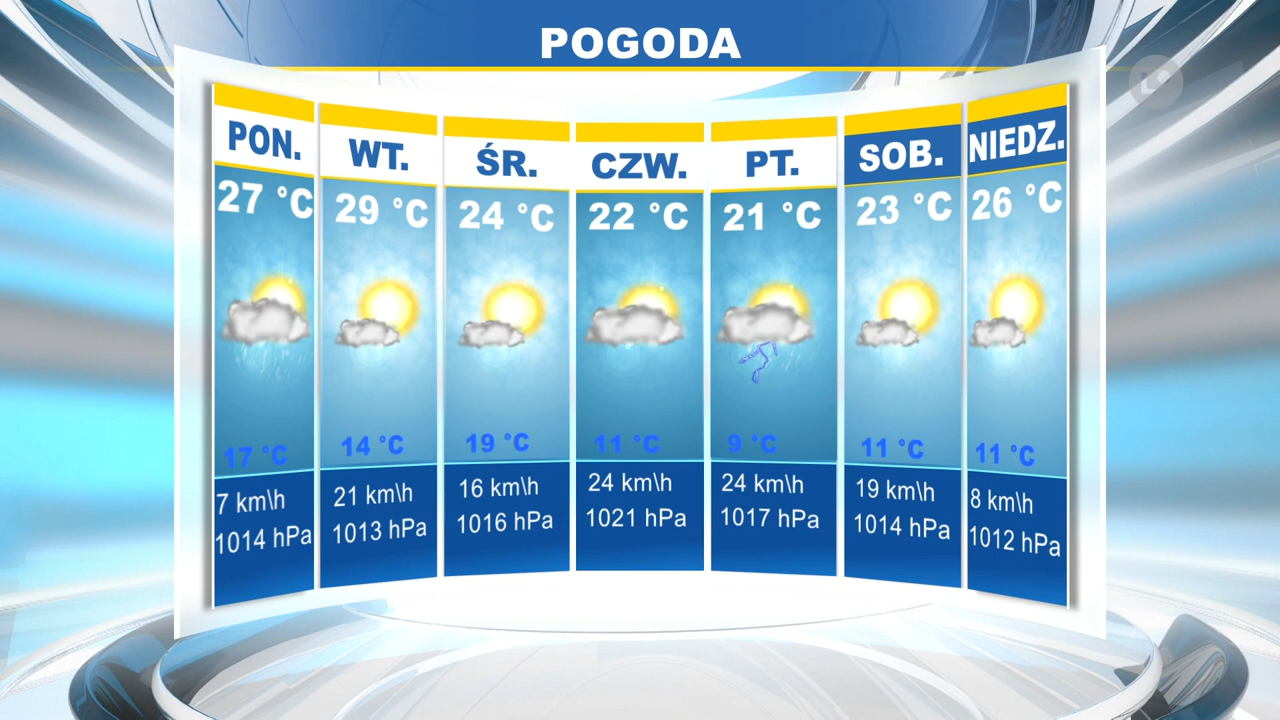 POGODA
PON.
27 °C
17 °C
7 km\h
1014 hPa
WT.
29 °C
14 °C
21 km\h
1013 hPa
ŚR.
24 °C
19 °C
16 km\h
1016 hPa
CZW.
22 °C
11 °C
24 km\h
1021 hPa
PT.
21 °C
9 °C
24 km\h
1017 hPa
SOB.
23 °C
11 °C
19 km\h
1014 hPa
NIEDZ.
26 °C
11 °C
8 km\h
1012 hPa